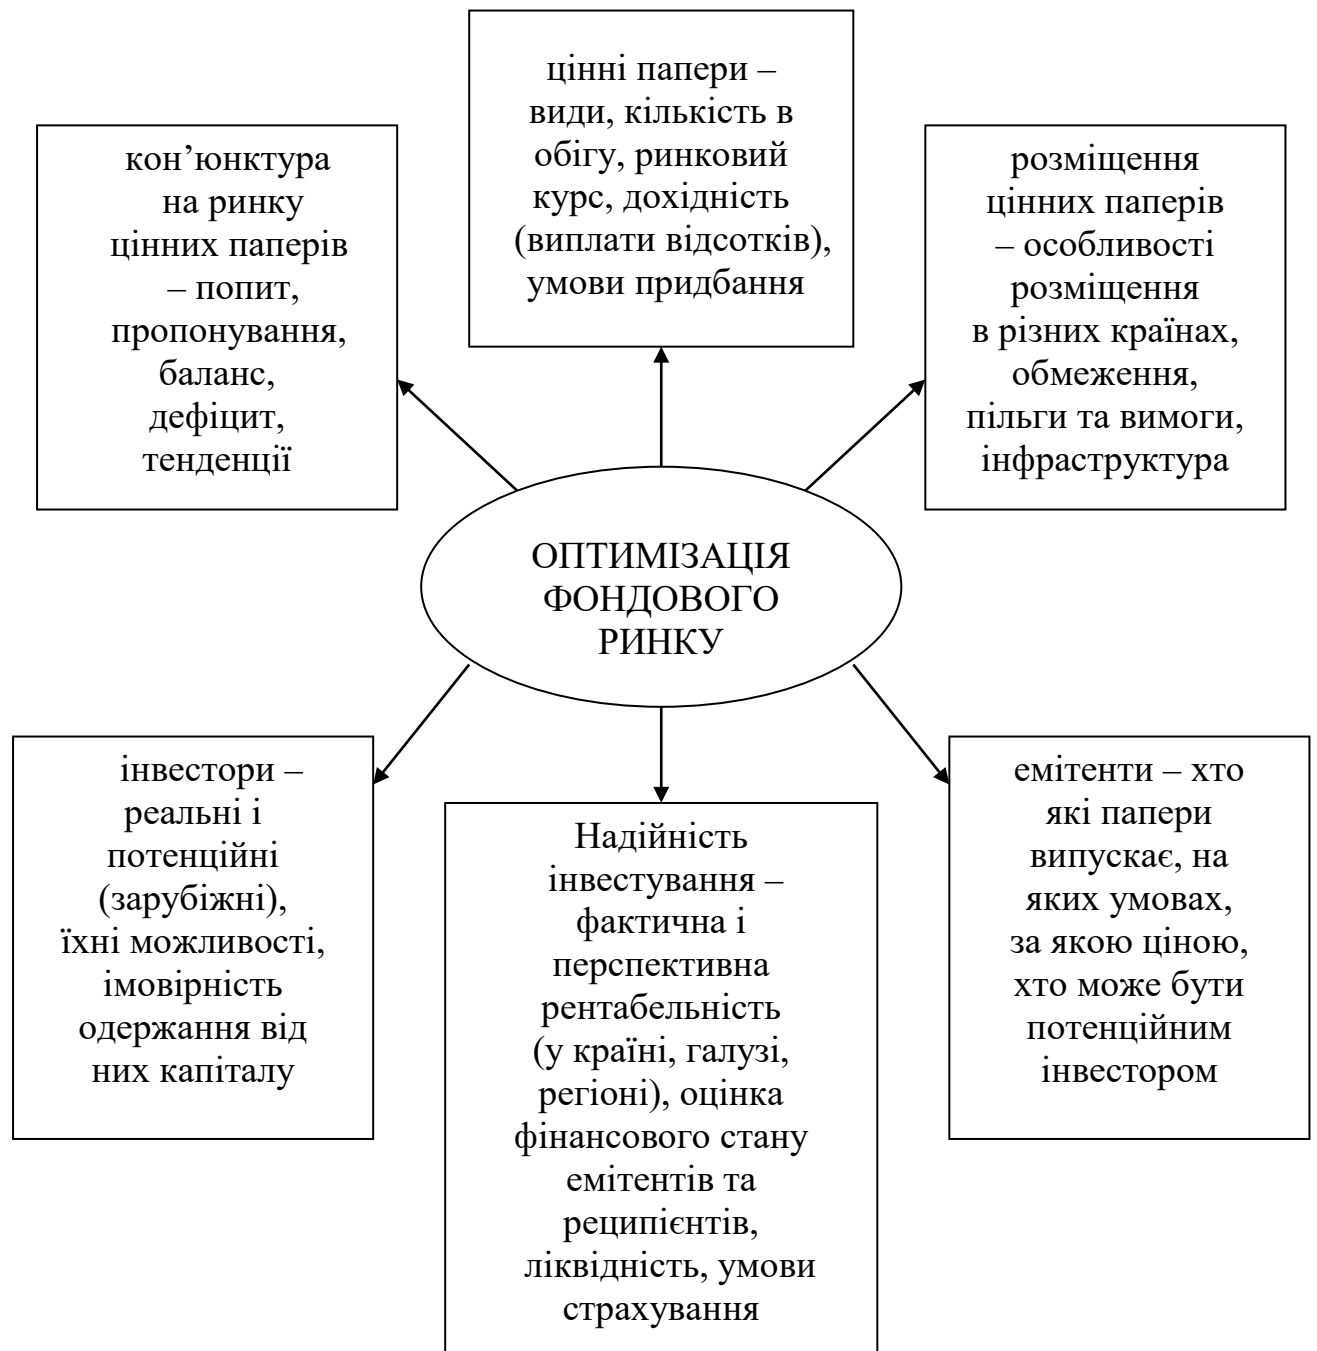 цінні папери –
види, кількість в
обігу, ринковий
курс, дохідність
(виплати відсотків),
умови придбання
кон’юнктура
на ринку
цінних паперів
– попит,
пропонування,
баланс,
дефіцит,
тенденції
розміщення
цінних паперів
– особливості
розміщення
в різних країнах,
обмеження,
пільги та вимоги,
інфраструктура
ОПТИМІЗАЦІЯ
ФОНДОВОГО
РИНКУ
інвестори –
реальні і
потенційні
(зарубіжні),
їхні можливості,
імовірність
одержання від
них капіталу
Надійність
інвестування –
фактична і
перспективна
рентабельність
(у країні, галузі,
регіоні), оцінка
фінансового стану
емітентів та
реципієнтів,
ліквідність, умови
страхування
емітенти – хто
які папери
випускає, на
яких умовах,
за якою ціною,
хто може бути
потенційним
інвестором